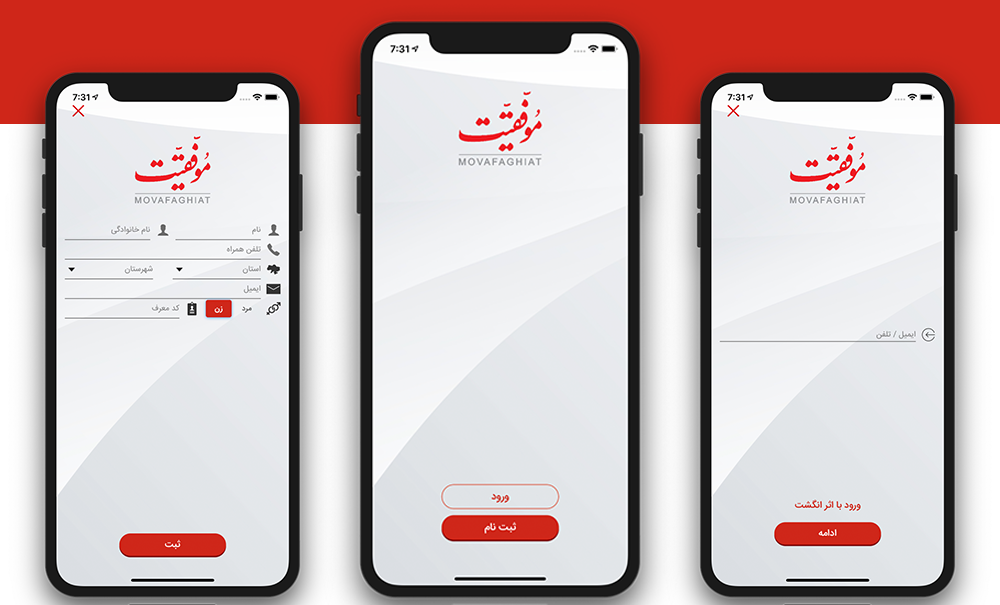 7:31
موفقیت
MOVAFAGHIAT
نام
نام خانوادگی
تلفن همراه
استان
شهرستان
ایمیل
مرد
زن
کد معرف
ثبت
7:31
موفقیت
MOVAFAGHIAT
ورود
ثبت نام
7:31
موفقیت
MOVAFAGHIAT
ایمیل / تلفن
ورود با اثر انگشت
ادامه